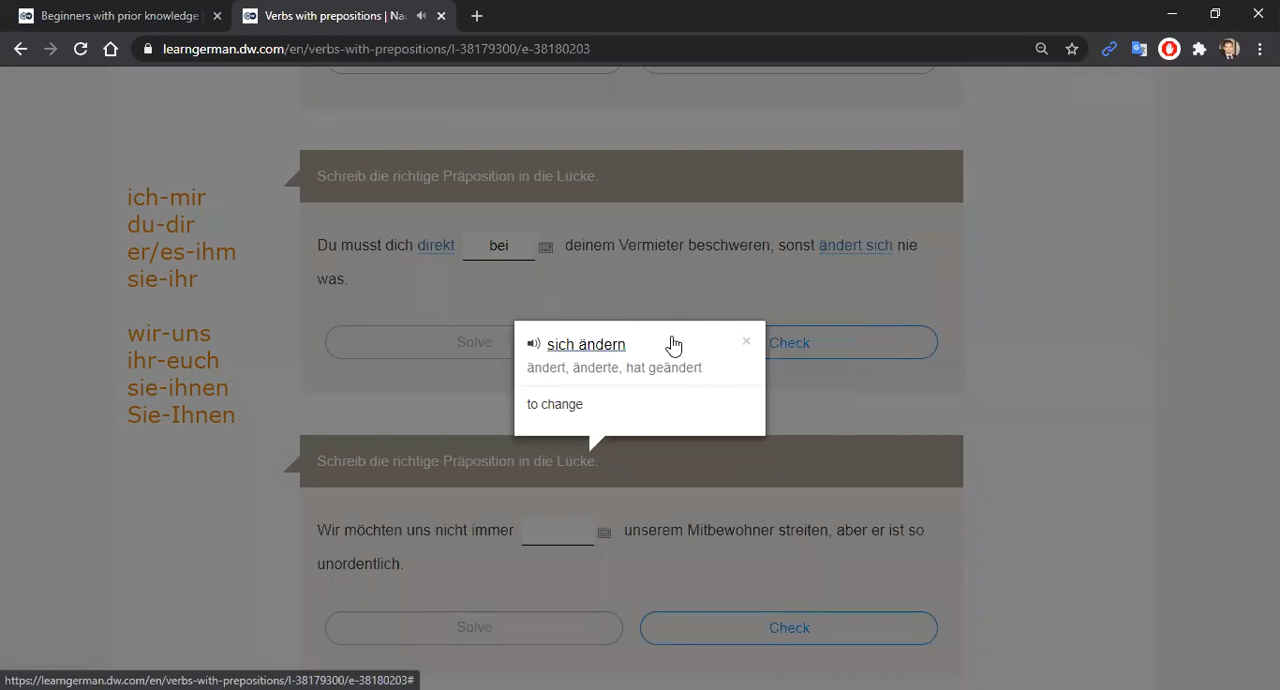 Beginners with prior knowledge
Verbs with prepositions | Na
learngerman.dw.com/en/verbs-with-prepositions/l-38179300/e-38180203
Schreib die richtige Präposition in die Lücke.
ich-mir
du-dir
er/es-ihm
sie-ihr
wir-uns
ihr-euch
sie-ihnen
Sie-Ihnen
Du musst dich direkt bei deinem Vermieter beschweren, sonst ändert sich nie
was.
Solve
Check
sich ändern
ändert, änderte, hat geändert
to change
Schreib die richtige Präposition in die Lücke.
Wir möchten uns nicht immer unserem Mitbewohner streiten, aber er ist so
unordentlich.
Solve
Check
https://learngerman.dw.com/en/verbs-with-prepositions/l-38179300/e-38180203#